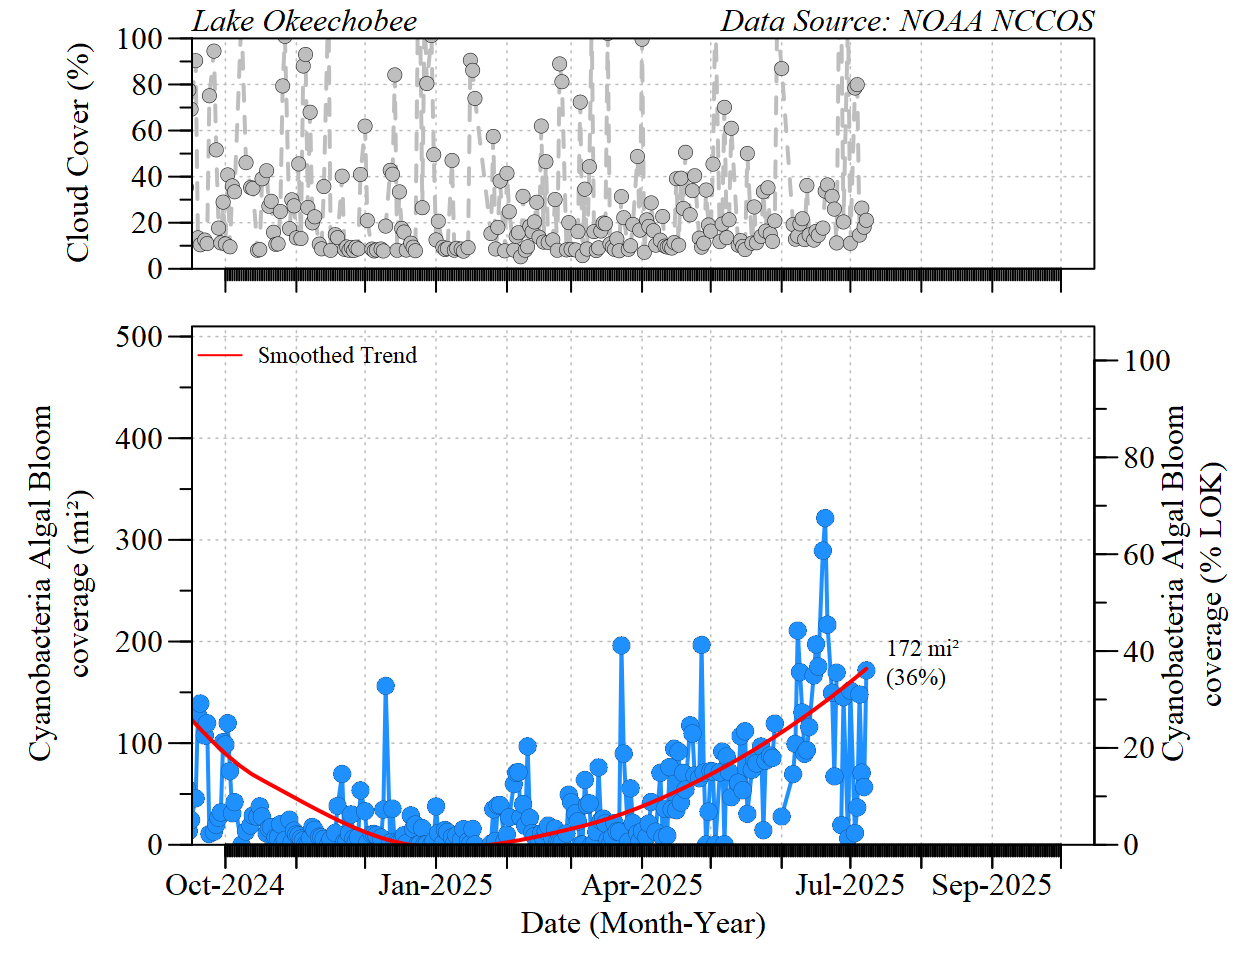 Lake Okeechobee
Data Source: NOAA NCCOS
Cloud Cover (%)
100
80
60
40
20
0
Cyanobacteria Algal Bloom
coverage (mi²)
500
400
300
200
100
0
Smoothed Trend
172 mi²
(36%)
100
80
60
40
20
0
Cyanobacteria Algal Bloom
coverage (% LOK)
Oct-2024
Jan-2025
Apr-2025
Jul-2025
Sep-2025
Date (Month-Year)